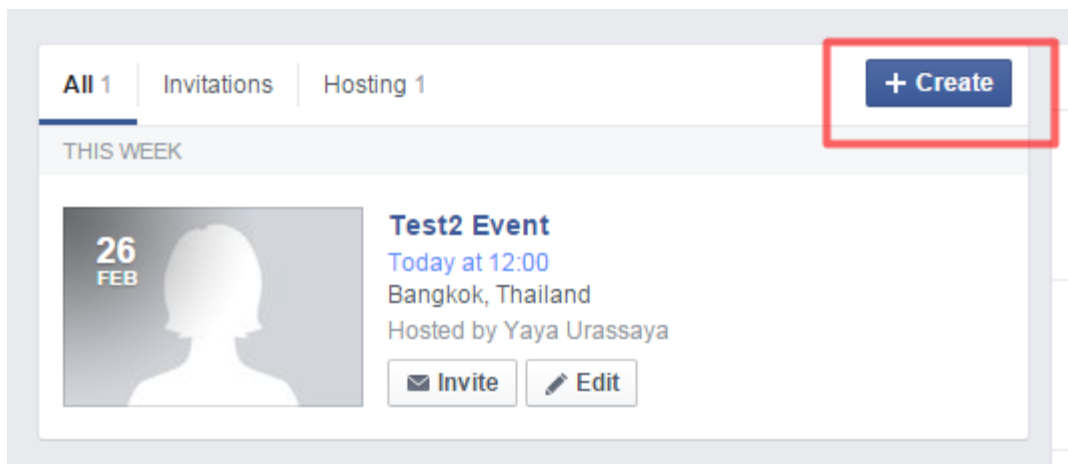 All 1 Invitations Hosting 1 + Create
THIS WEEK
26
FEB
Test2 Event
Today at 12:00
Bangkok, Thailand
Hosted by Yaya Urassaya
Invite Edit